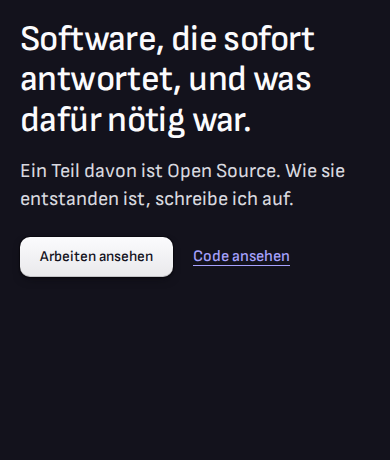 Software, die sofort
antwortet, und was
dafür nötig war.
Ein Teil davon ist Open Source. Wie sie
entstanden ist, schreibe ich auf.
Arbeiten ansehen
Code ansehen